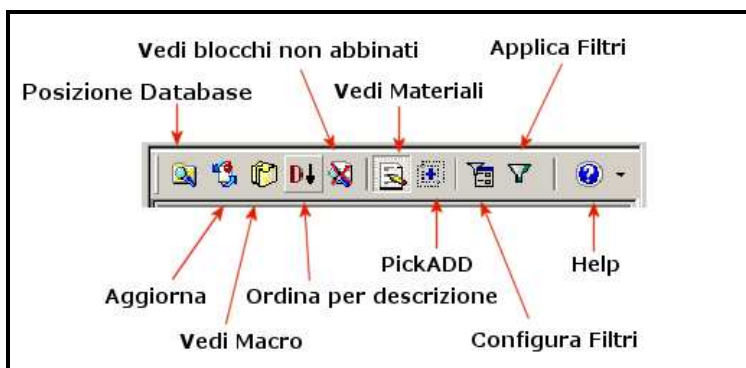 Vedi blocchi non abbinati
Applica Filtri
Posizione Database
Vedi Materiali
D
PickADD
Help
Aggiorna
Ordina per descrizione
Vedi Macro
Configura Filtri